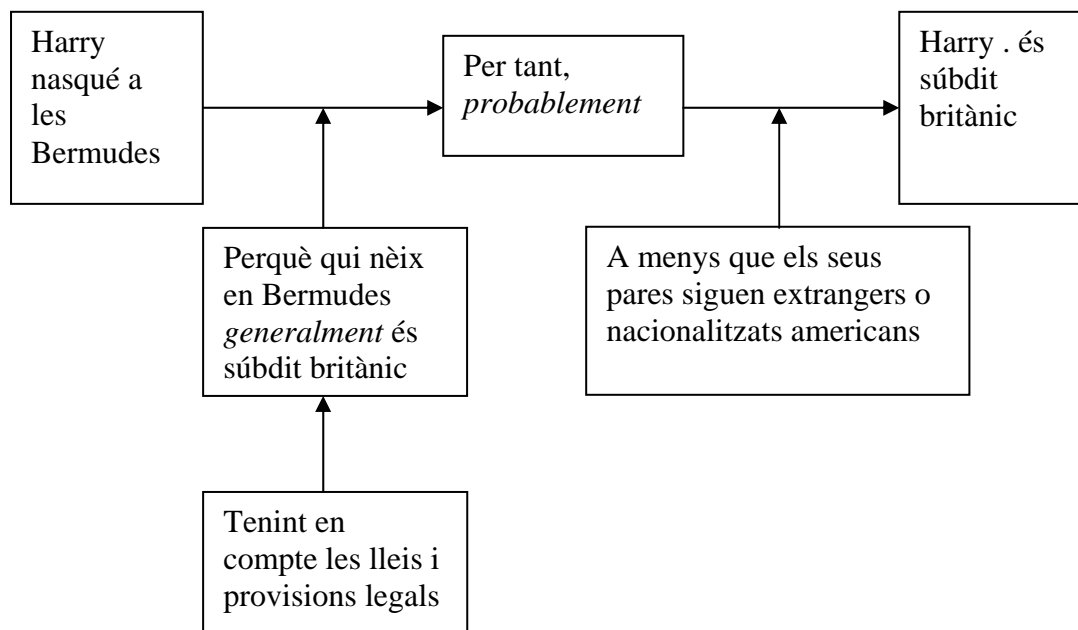 Harry
nasqué a
les
Bermudes
Per tant,
probablement
Harry . és
súbdit
britànic
Perquè qui nèix
en Bermudes
generalment és
súbdit britànic
A menys que els seus
pares siguen extrangers o
nacionalitzats americans
Tenint en
compte les lleis i
provisions legals